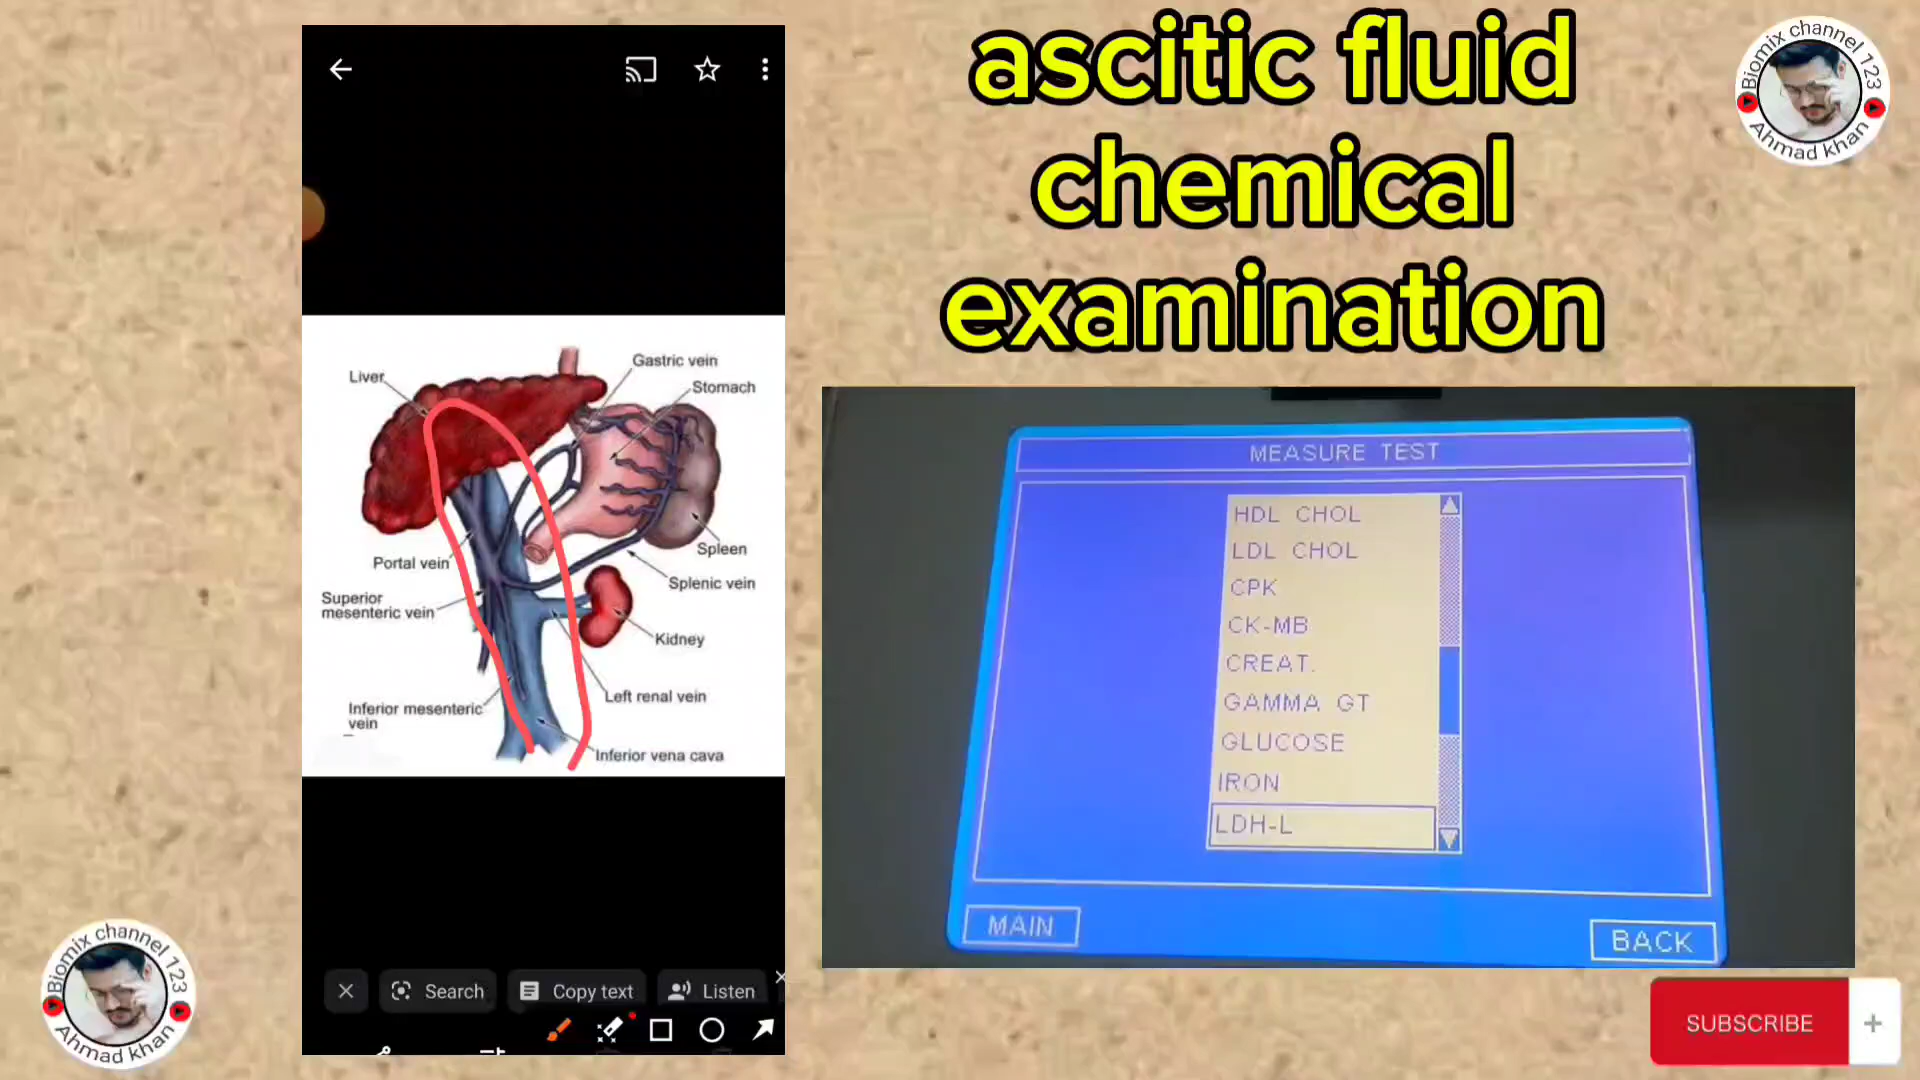 ascitic fluid
chemical
examination
Biomix channel 123
Ahmad khan
Liver
Gastric vein
Stomach
Portal vein
Spleen
Splenic vein
Superior
mesenteric vein
Kidney
Left renal vein
Inferior mesenteric
vein
Inferior vena cava
Search
Copy text
Listen
MEASURE TEST
HDL CHOL
LDL CHOL
CPK
CK-MB
CREAT.
GAMMA GT
GLUCOSE
IRON
LDH-L
MAIN
BACK
Biomix channel 123
Ahmad khan
SUBSCRIBE